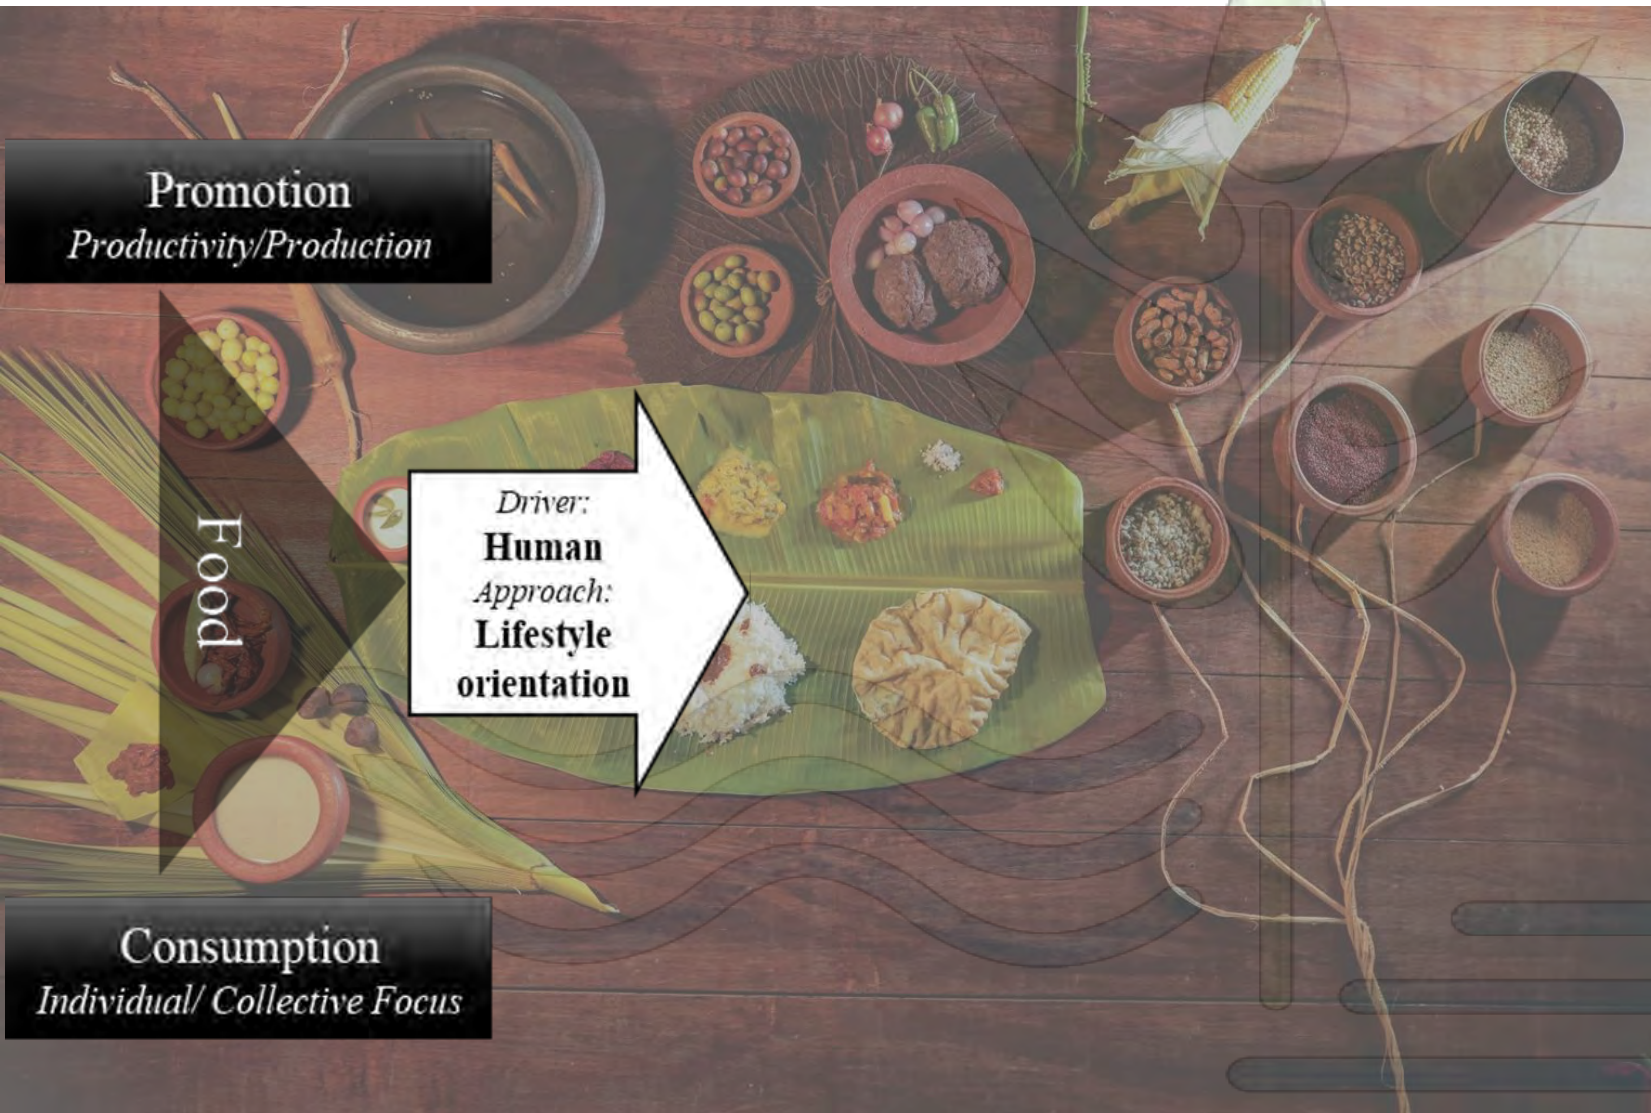 Promotion
Productivity/Production
Food
Driver:
Human
Approach:
Lifestyle
orientation
Consumption
Individual/ Collective Focus